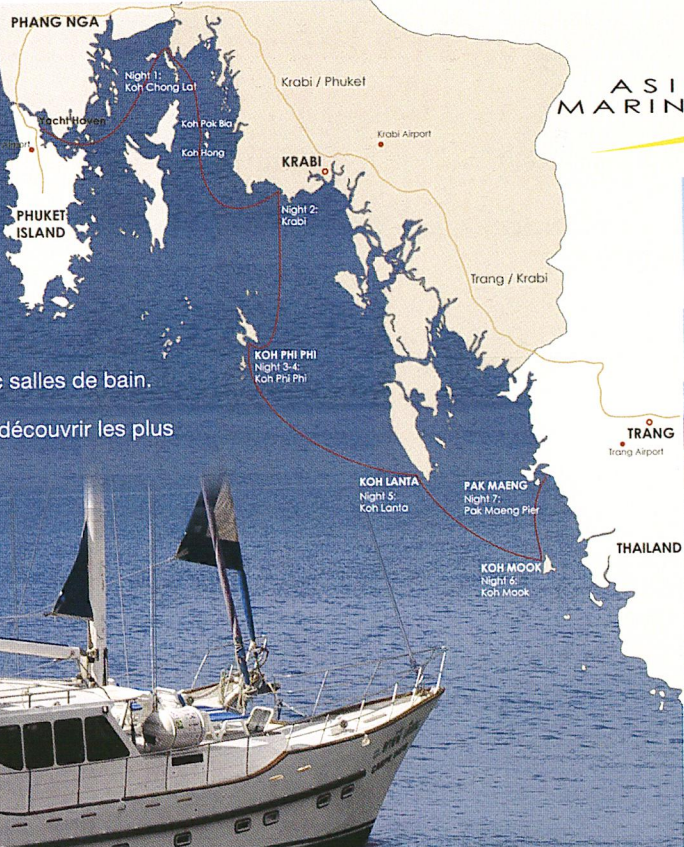 PHANG NGA
Night 1:
Koh Chong Lat
Krabi / Phuket
ASI
MARIN
Yacht Haven
Koh Pok Bia
Krabi Airport
Koh Hong
KRABI
PHUKET
ISLAND
Night 2:
Krabi
Trang / Krabi
KOH PHI PHI
Night 3-4:
Koh Phi Phi
salles de bain.
découvrir les plus
TRANG
Trang Airport
KOH LANTA
Night 5:
Koh Lanta
PAK MAENG
Night 7:
Pak Maeng Pier
THAILAND
KOH MOOK
Night 6:
Koh Mook